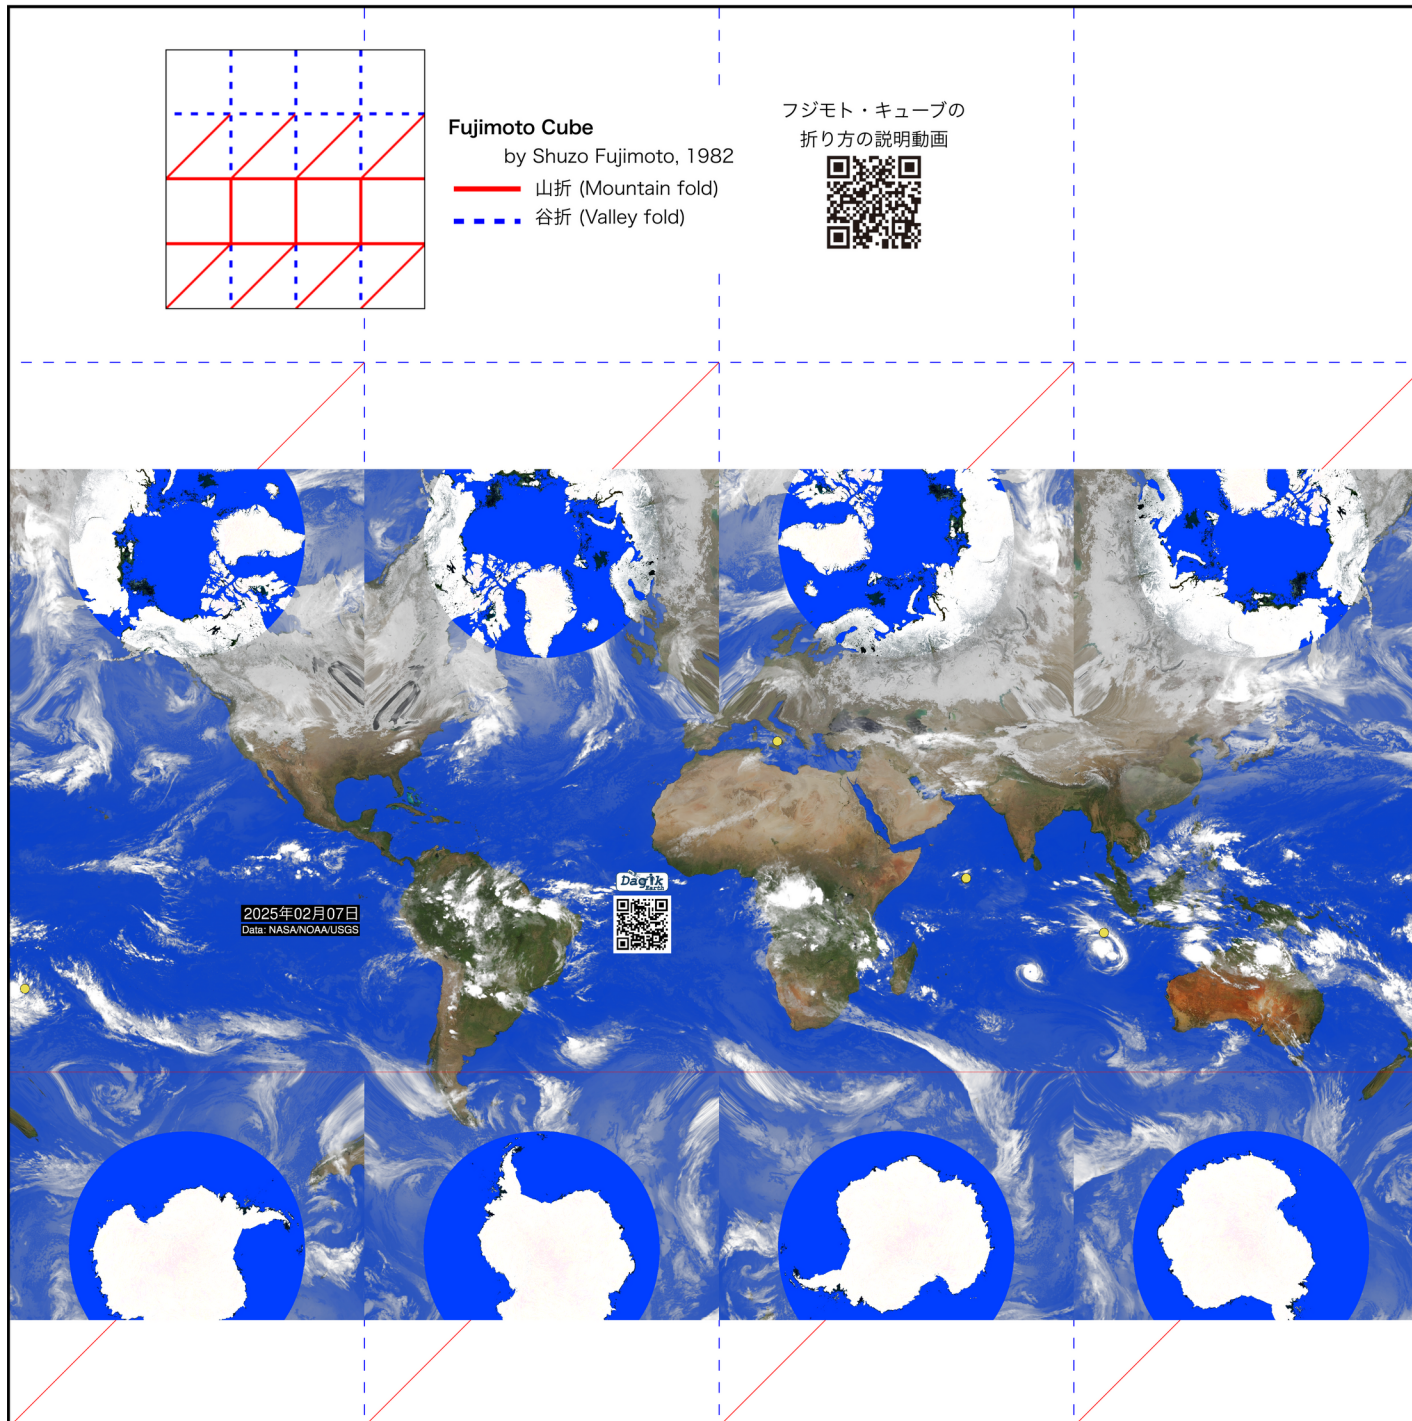 Fujimoto Cube
by Shuzo Fujimoto, 1982
山折 (Mountain fold)
谷折 (Valley fold)
フジモト・キューブの
折り方の説明動画
Dagik
Earth
2025年02月07日
Data: NASA/NOAA/USGS